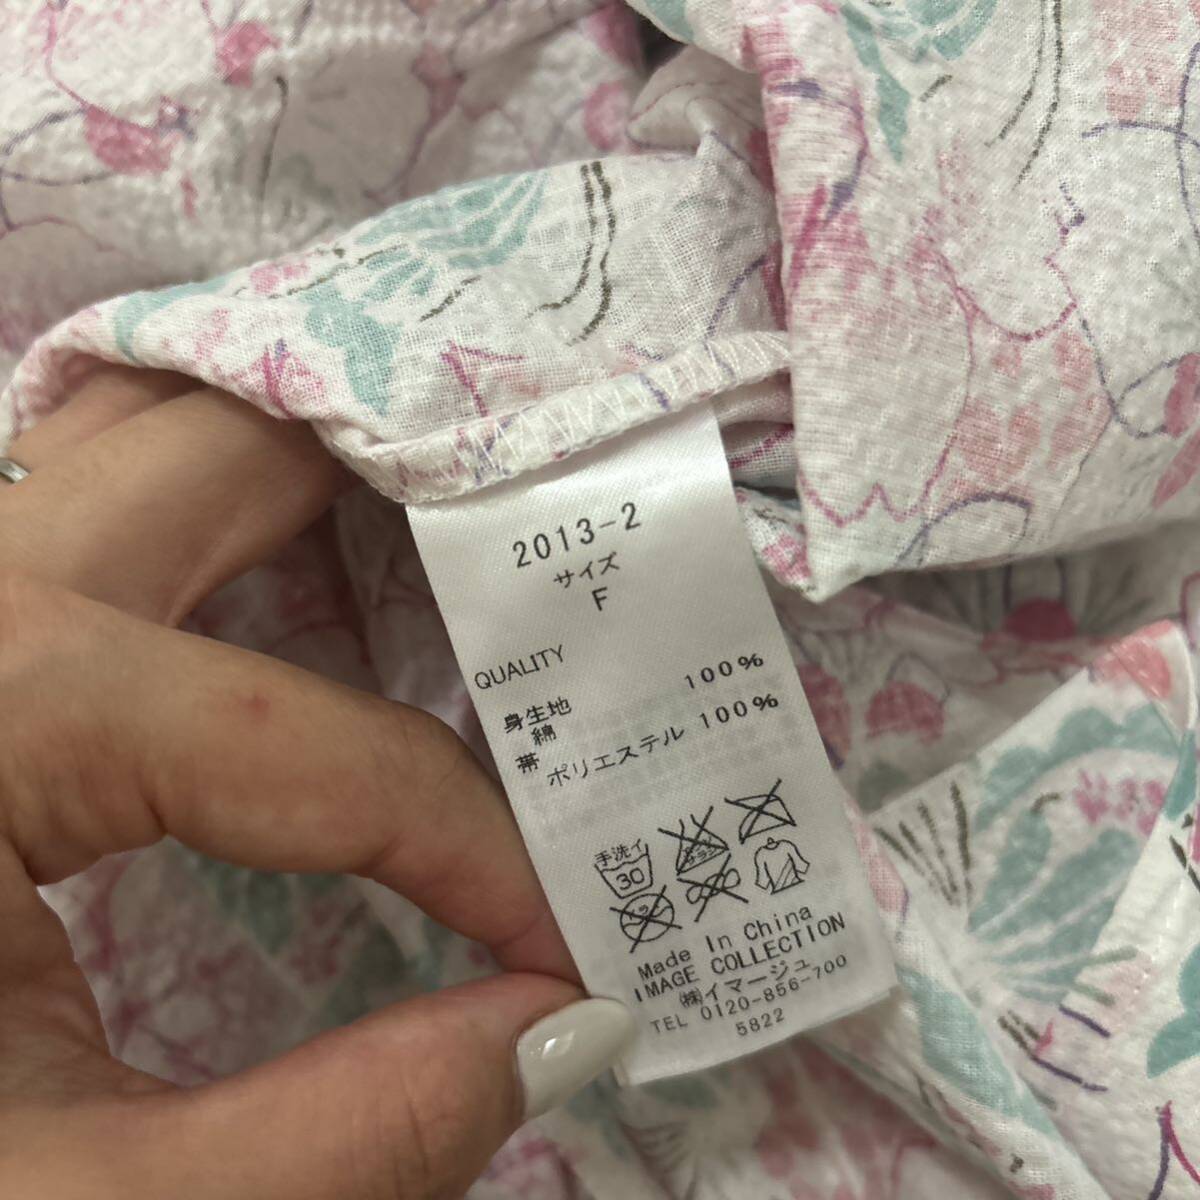 2013-2
サイズ
F
QUALITY
身生地
綿 100%
帯
ポリエステル 100%
手洗イ
30
Made In China
IMAGE COLLECTION
㈱イマージュ
TEL 0120-856-700
5822